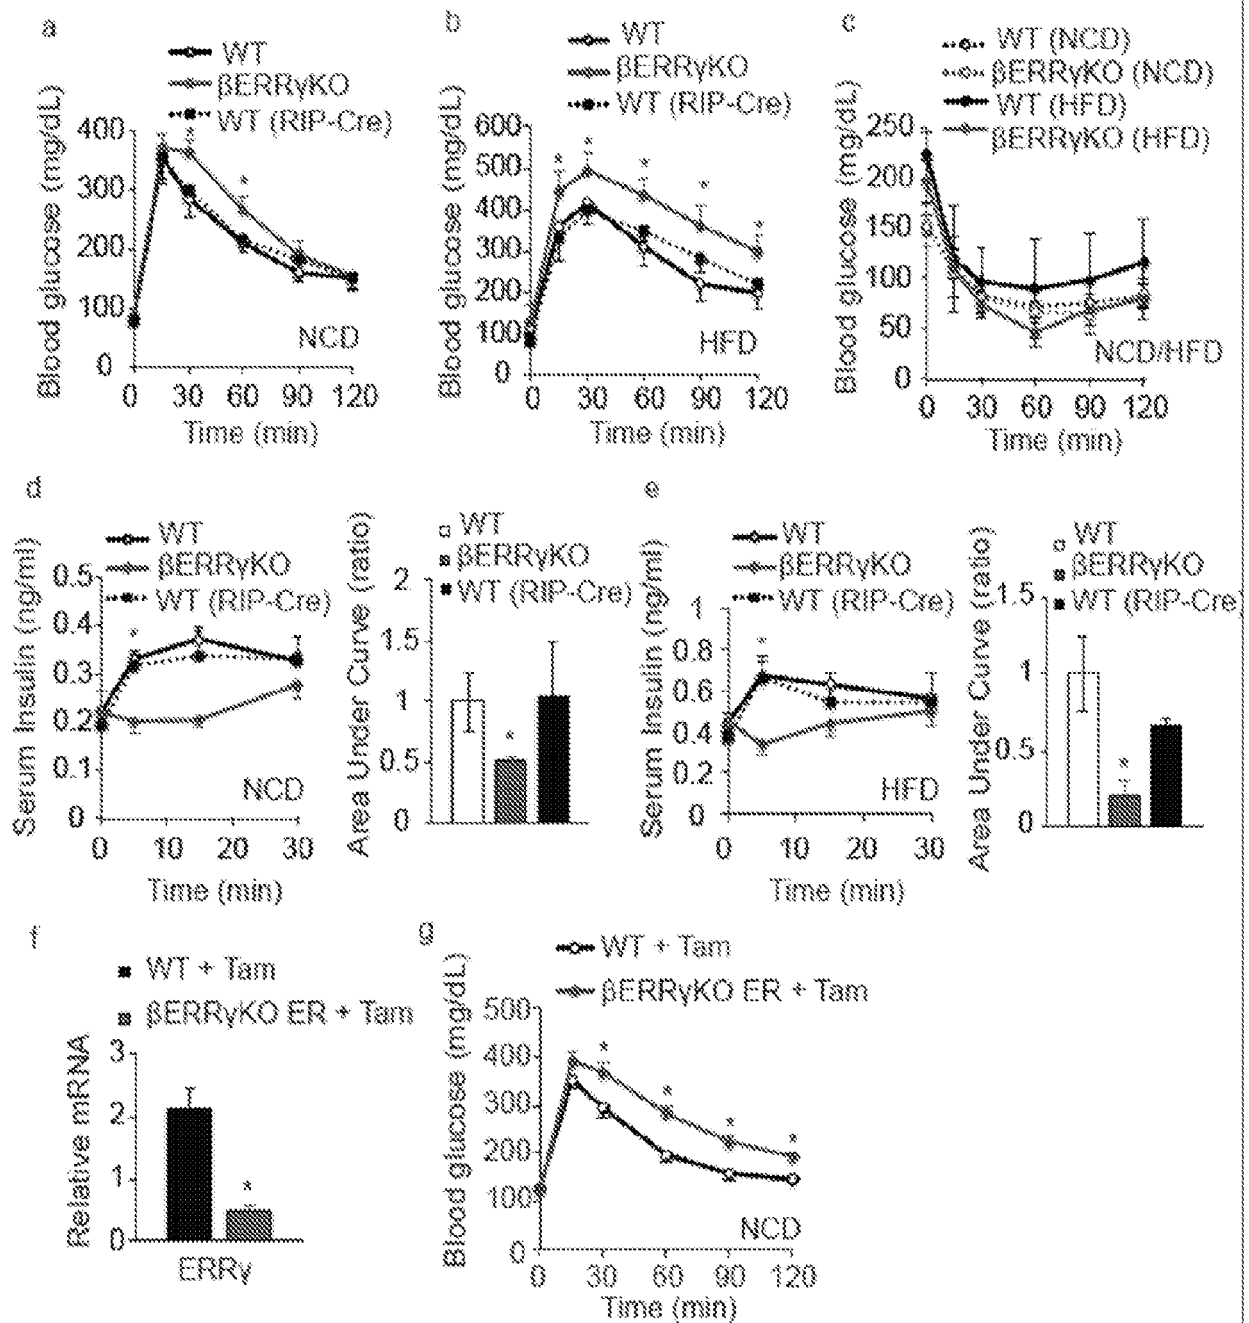 a
WT
βERRγKO
WT (RIP-Cre)
Blood glucose (mg/dL)
400
300
200
100
0
*
*
NCD
0 30 60 90 120
Time (min)
b
WT
βERRγKO
WT (RIP-Cre)
Blood glucose (mg/dL)
600
500
400
300
200
100
0
* * * * *
HFD
0 30 60 90 120
Time (min)
c
WT (NCD)
βERRγKO (NCD)
WT (HFD)
βERRγKO (HFD)
Blood glucose (mg/dL)
250
200
150
100
50
0
NCD/HFD
0 30 60 90 120
Time (min)
d
WT
βERRγKO
WT (RIP-Cre)
Serum Insulin (ng/ml)
0.5
0.4
0.3
0.2
0.1
0
*
NCD
0 10 20 30
Time (min)
WT
βERRγKO
WT (RIP-Cre)
Area Under Curve (ratio)
2
1.5
1
0.5
0
*
e
WT
βERRγKO
WT (RIP-Cre)
Serum Insulin (ng/ml)
1
0.8
0.6
0.4
0.2
0
*
HFD
0 10 20 30
Time (min)
WT
βERRγKO
WT (RIP-Cre)
Area Under Curve (ratio)
1.5
1
0.5
0
*
f
WT + Tam
βERRγKO ER + Tam
Relative mRNA
3
2
1
0
*
ERRγ
g
WT + Tam
βERRγKO ER + Tam
Blood glucose (mg/dL)
500
400
300
200
100
0
* * * *
NCD
0 30 60 90 120
Time (min)